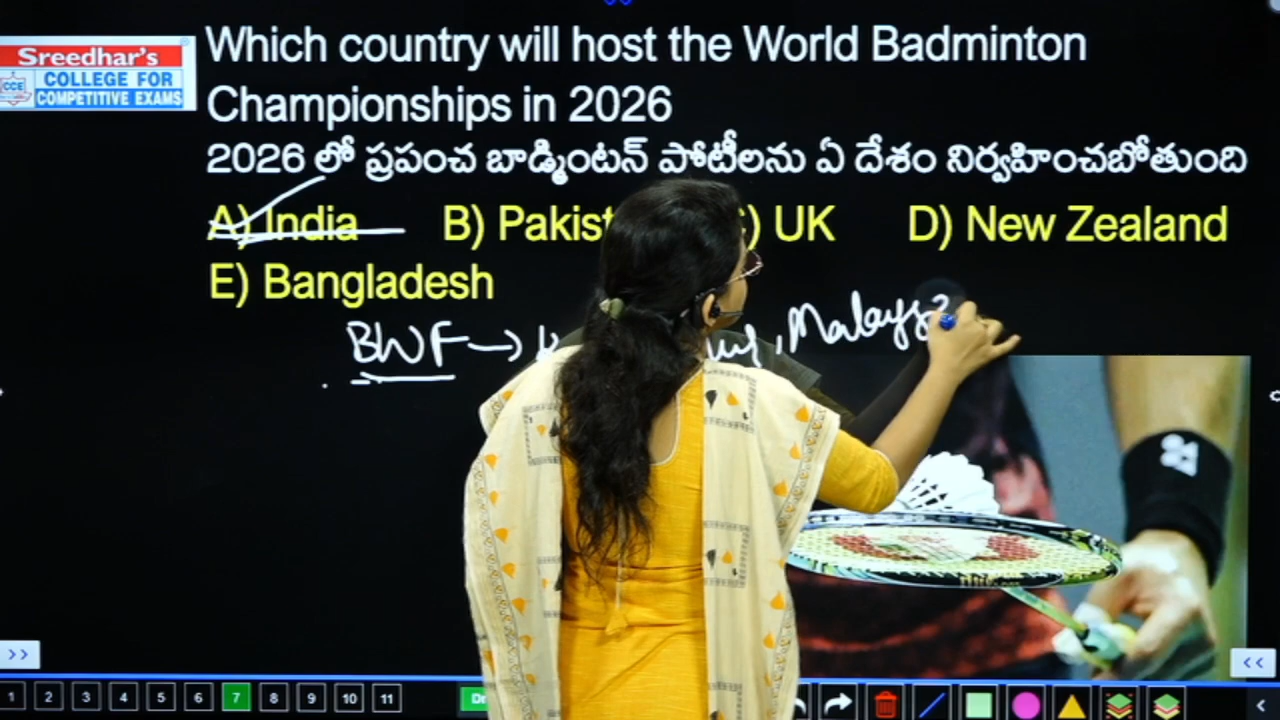 Sreedhar's
CCE
COLLEGE FOR
COMPETITIVE EXAMS
Which country will host the World Badminton
Championships in 2026
2026 లో ప్రపంచ బాడ్మింటన్ పోటీలను ఏ దేశం నిర్వహించబోతుంది
A) India B) Pakist C) UK D) New Zealand
E) Bangladesh
BWF → , Malays
>> <<
1 2 3 4 5 6 7 8 9 10 11